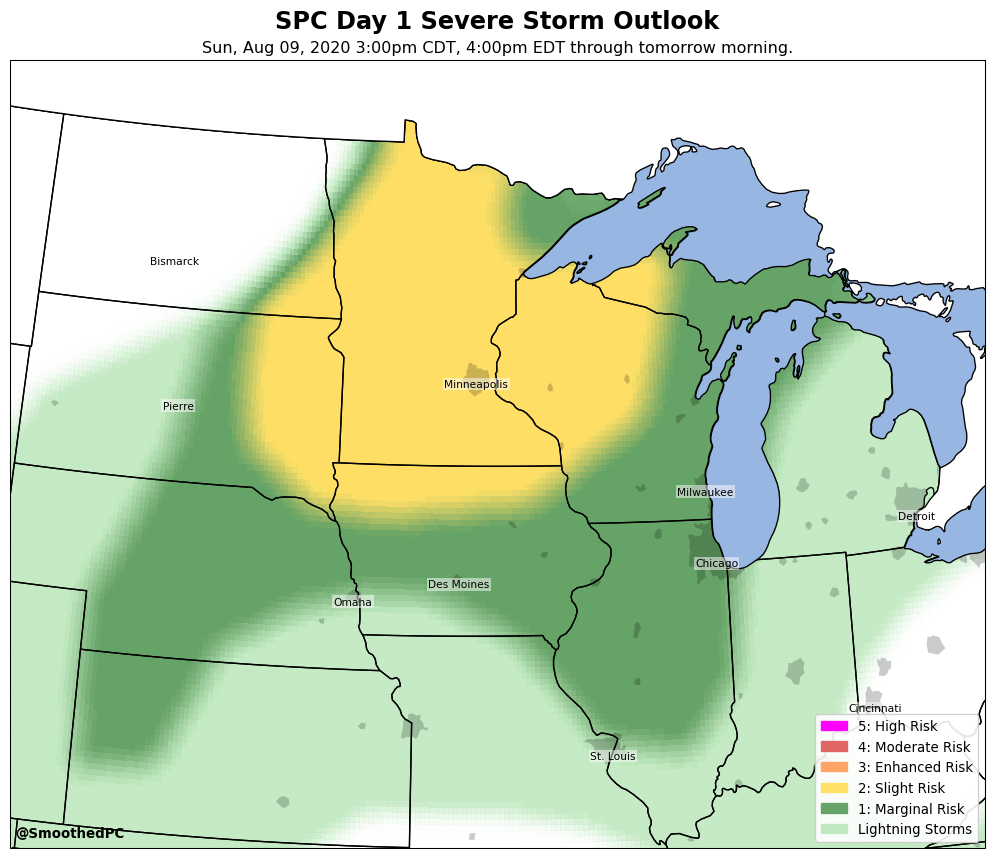 SPC Day 1 Severe Storm Outlook
Sun, Aug 09, 2020 3:00pm CDT, 4:00pm EDT through tomorrow morning.
Bismarck
Minneapolis
Pierre
Milwaukee
Detroit
Chicago
Des Moines
Omaha
Cincinnati
St. Louis
5: High Risk
4: Moderate Risk
3: Enhanced Risk
2: Slight Risk
1: Marginal Risk
Lightning Storms
@SmoothedPC